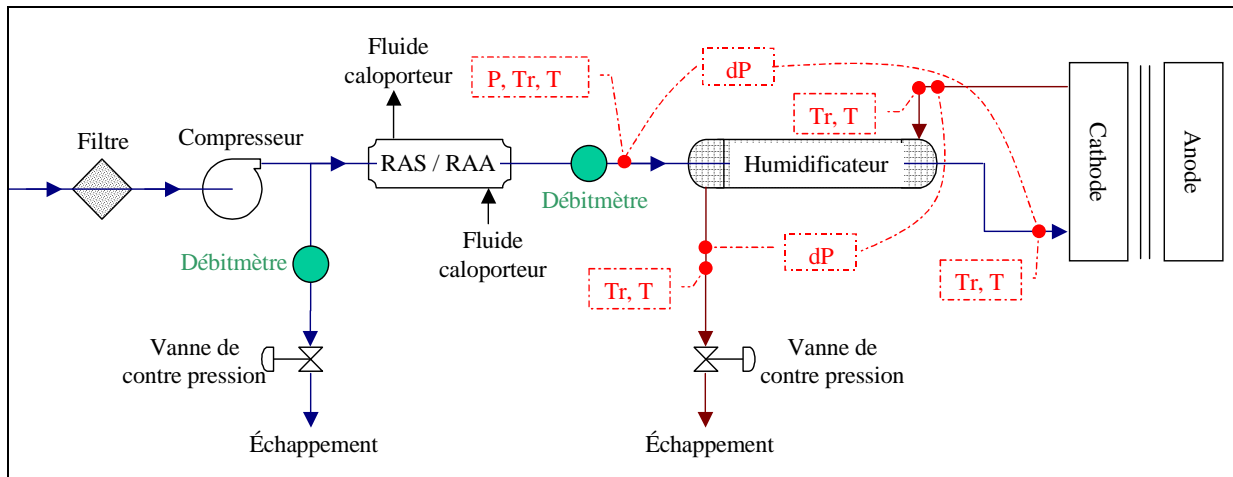 Fluide
caloporteur
P, Tr, T
dP
Tr, T
Filtre
Compresseur
RAS / RAA
Humidificateur
Cathode
Anode
Débitmètre
Fluide
caloporteur
Débitmètre
dP
Tr, T
Tr, T
Vanne de
contre pression
Vanne de
contre pression
Échappement
Échappement